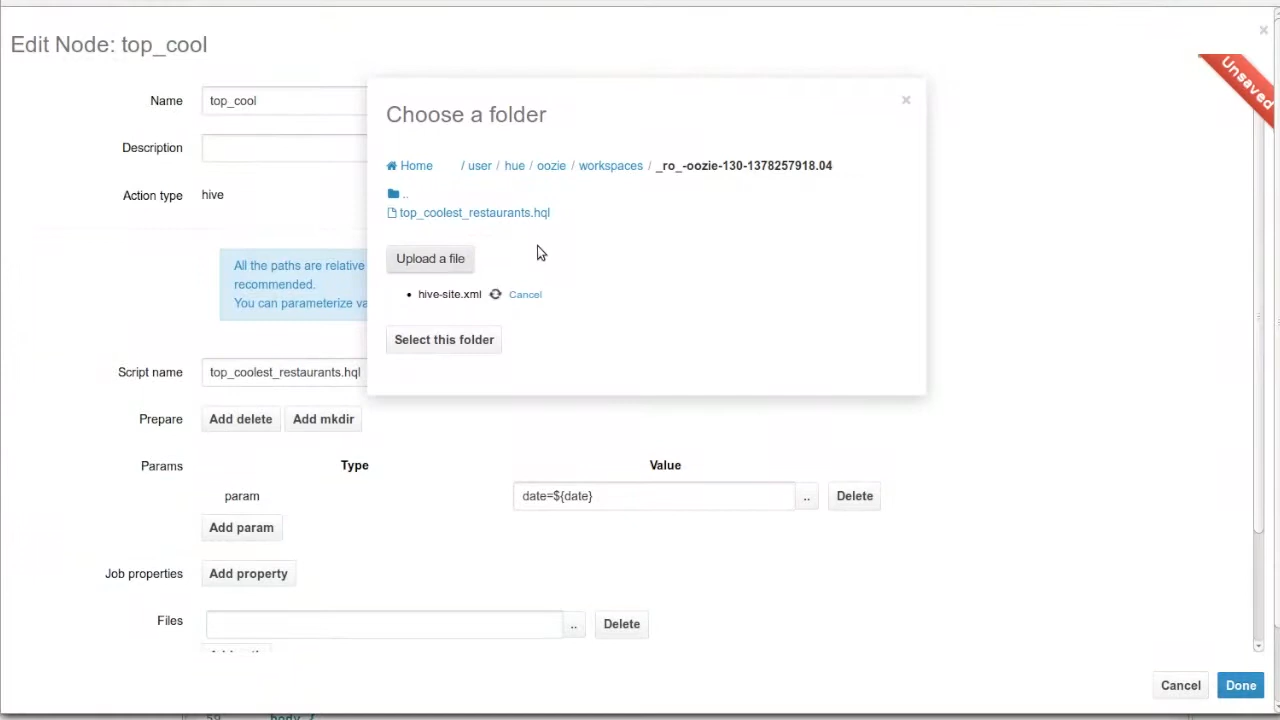 Edit Node: top_cool
Unsaved
Name top_cool
Description
Action type hive
All the paths are relative
recommended.
You can parameterize va
Choose a folder
Home / user / hue / oozie / workspaces / _ro_-oozie-130-1378257918.04
..
top_coolest_restaurants.hql
Upload a file
• hive-site.xml Cancel
Select this folder
Script name top_coolest_restaurants.hql
Prepare Add delete Add mkdir
Params Type Value
param date=${date} .. Delete
Add param
Job properties Add property
Files .. Delete
Cancel Done
59 body {